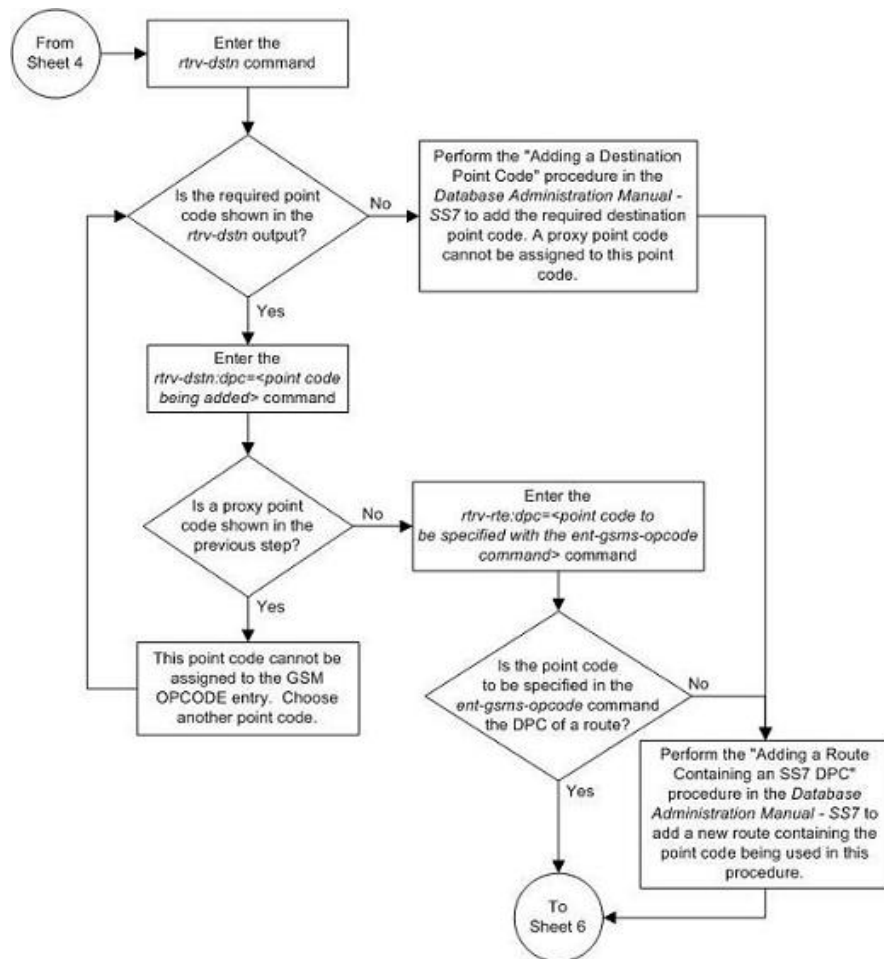 From
Sheet 4
Enter the
rtrv-dstn command
Is the required point
code shown in the
rtrv-dstn output?
No
Perform the "Adding a Destination
Point Code" procedure in the
Database Administration Manual -
SS7 to add the required destination
point code. A proxy point code
cannot be assigned to this point
code.
Yes
Enter the
rtrv-dstn:dpc=<point code
being added> command
Is a proxy point
code shown in the
previous step?
No
Enter the
rtrv-rte:dpc=<point code to
be specified with the ent-gsms-opcode
command> command
Yes
This point code cannot be
assigned to the GSM
OPCODE entry. Choose
another point code.
Is the point code
to be specified in the
ent-gsms-opcode command
the DPC of a route?
No
Yes
Perform the "Adding a Route
Containing an SS7 DPC"
procedure in the Database
Administration Manual - SS7 to
add a new route containing the
point code being used in this
procedure.
To
Sheet 6